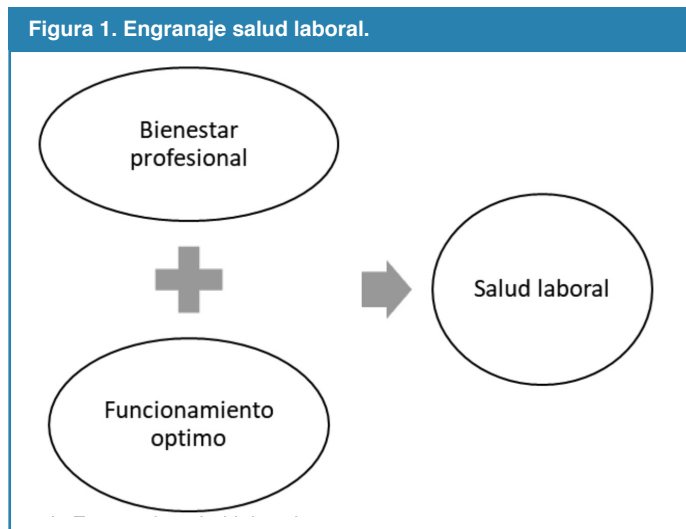 Figura 1. Engranaje salud laboral.
Bienestar
profesional
Salud laboral
Funcionamiento
optimo